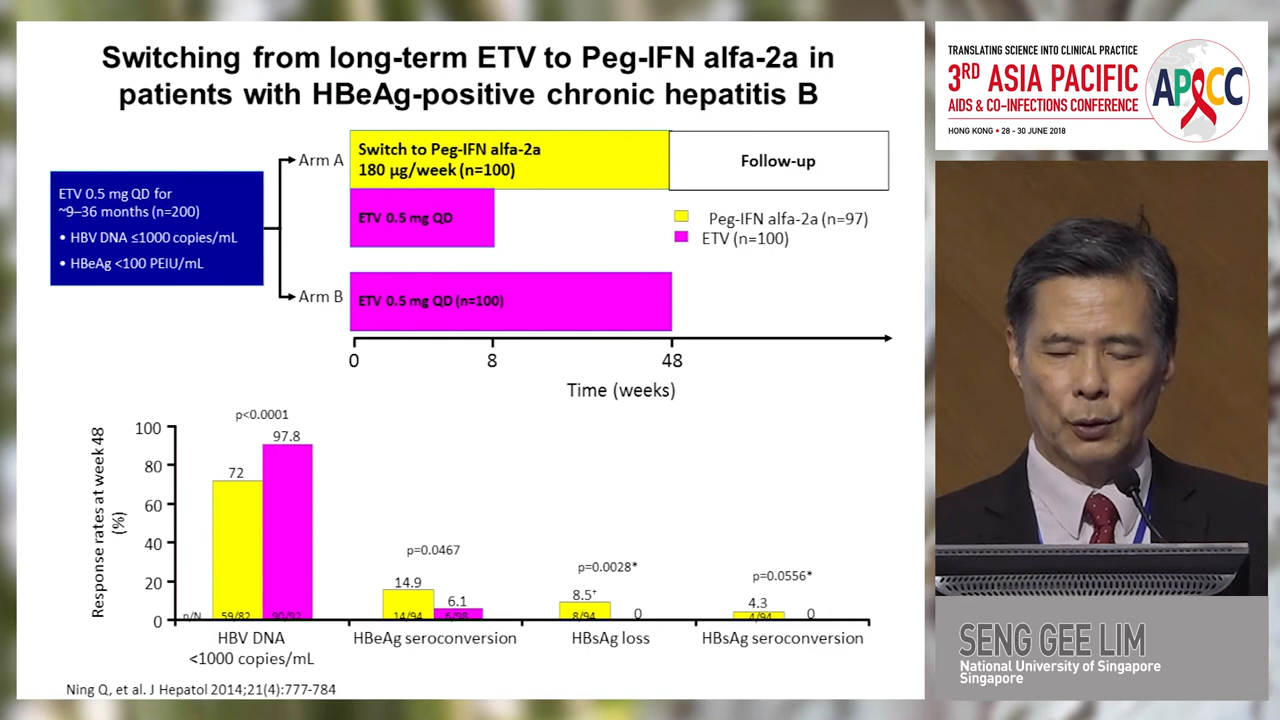 Switching from long-term ETV to Peg-IFN alfa-2a in
patients with HBeAg-positive chronic hepatitis B
ETV 0.5 mg QD for
~9–36 months (n=200)
• HBV DNA ≤1000 copies/mL
• HBeAg <100 PEIU/mL
Arm A
Switch to Peg-IFN alfa-2a
180 µg/week (n=100)
Follow-up
ETV 0.5 mg QD
Peg-IFN alfa-2a (n=97)
ETV (n=100)
Arm B
ETV 0.5 mg QD (n=100)
0
8
48
Time (weeks)
Response rates at week 48
(%)
100
80
60
40
20
0
p<0.0001
72
97.8
n/N
59/82
90/92
HBV DNA
<1000 copies/mL
p=0.0467
14.9
6.1
14/94
6/98
HBeAg seroconversion
p=0.0028*
8.5†
0
8/94
HBsAg loss
p=0.0556*
4.3
0
4/94
HBsAg seroconversion
Ning Q, et al. J Hepatol 2014;21(4):777-784
TRANSLATING SCIENCE INTO CLINICAL PRACTICE
3RD ASIA PACIFIC
AIDS & CO-INFECTIONS CONFERENCE
HONG KONG • 28 - 30 JUNE 2018
APACC
SENG GEE LIM
National University of Singapore
Singapore